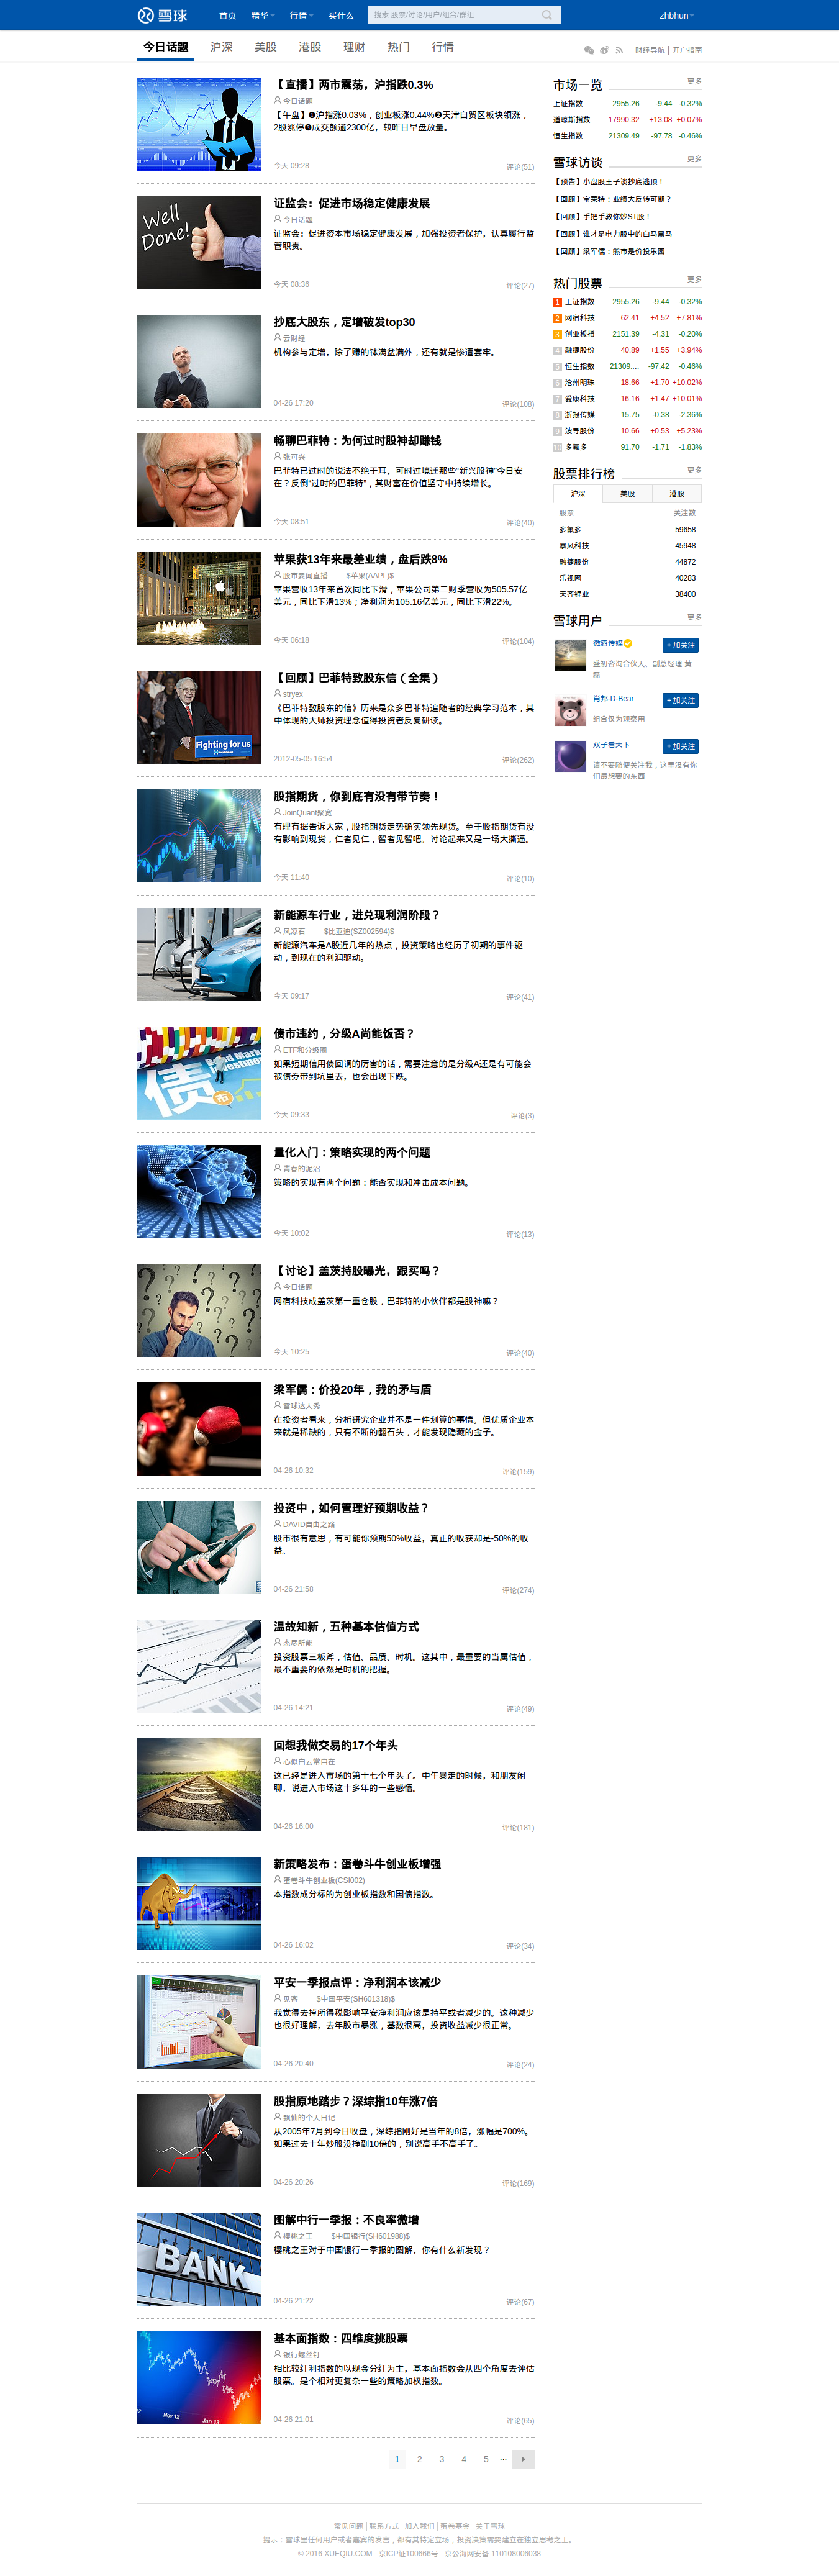 雪球
首页 精华 行情 买什么
搜索 股票/讨论/用户/组合/群组
zhbhun
今日话题 沪深 美股 港股 理财 热门 行情
财经导航 | 开户指南
【直播】两市震荡，沪指跌0.3%
今日话题
【午盘】❶沪指涨0.03%，创业板涨0.44%❷天津自贸区板块领涨，
2股涨停❸成交额逾2300亿，较昨日早盘放量。
今天 09:28 评论(51)
证监会：促进市场稳定健康发展
今日话题
证监会：促进资本市场稳定健康发展，加强投资者保护，认真履行监
管职责。
今天 08:36 评论(27)
Well Done!
抄底大股东，定增破发top30
云财经
机构参与定增，除了赚的钵满盆满外，还有就是惨遭套牢。
04-26 17:20 评论(108)
畅聊巴菲特：为何过时股神却赚钱
张可兴
巴菲特已过时的说法不绝于耳，可时过境迁那些“新兴股神”今日安
在？反倒“过时的巴菲特”，其财富在价值坚守中持续增长。
今天 08:51 评论(40)
苹果获13年来最差业绩，盘后跌8%
股市要闻直播 $苹果(AAPL)$
苹果营收13年来首次同比下滑，苹果公司第二财季营收为505.57亿
美元，同比下滑13%；净利润为105.16亿美元，同比下滑22%。
今天 06:18 评论(104)
【回顾】巴菲特致股东信（全集）
stryex
《巴菲特致股东的信》历来是众多巴菲特追随者的经典学习范本，其
中体现的大师投资理念值得投资者反复研读。
2012-05-05 16:54 评论(262)
Fighting for us
股指期货，你到底有没有带节奏！
JoinQuant聚宽
有理有据告诉大家，股指期货走势确实领先现货。至于股指期货有没
有影响到现货，仁者见仁，智者见智吧。讨论起来又是一场大撕逼。
今天 11:40 评论(10)
新能源车行业，进兑现利润阶段？
风凉石 $比亚迪(SZ002594)$
新能源汽车是A股近几年的热点，投资策略也经历了初期的事件驱
动，到现在的利润驱动。
今天 09:17 评论(41)
债市违约，分级A尚能饭否？
ETF和分级圈
如果短期信用债回调的厉害的话，需要注意的是分级A还是有可能会
被债券带到坑里去，也会出现下跌。
今天 09:33 评论(3)
债
量化入门：策略实现的两个问题
青春的泥沼
策略的实现有两个问题：能否实现和冲击成本问题。
今天 10:02 评论(13)
【讨论】盖茨持股曝光，跟买吗？
今日话题
网宿科技成盖茨第一重仓股，巴菲特的小伙伴都是股神嘛？
今天 10:25 评论(40)
梁军儒：价投20年，我的矛与盾
雪球达人秀
在投资者看来，分析研究企业并不是一件划算的事情。但优质企业本
来就是稀缺的，只有不断的翻石头，才能发现隐藏的金子。
04-26 10:32 评论(159)
投资中，如何管理好预期收益？
DAVID自由之路
股市很有意思，有可能你预期50%收益，真正的收获却是-50%的收
益。
04-26 21:58 评论(274)
温故知新，五种基本估值方式
杰尽所能
投资股票三板斧，估值、品质、时机。这其中，最重要的当属估值，
最不重要的依然是时机的把握。
04-26 14:21 评论(49)
回想我做交易的17个年头
心似白云常自在
这已经是进入市场的第十七个年头了。中午暴走的时候，和朋友闲
聊，说进入市场这十多年的一些感悟。
04-26 16:00 评论(181)
新策略发布：蛋卷斗牛创业板增强
蛋卷斗牛创业板(CSI002)
本指数成分标的为创业板指数和国债指数。
04-26 16:02 评论(34)
平安一季报点评：净利润本该减少
见客 $中国平安(SH601318)$
我觉得去掉所得税影响平安净利润应该是持平或者减少的。这种减少
也很好理解，去年股市暴涨，基数很高，投资收益减少很正常。
04-26 20:40 评论(24)
股指原地踏步？深综指10年涨7倍
飘仙的个人日记
从2005年7月到今日收盘，深综指刚好是当年的8倍，涨幅是700%。
如果过去十年炒股没挣到10倍的，别说高手不高手了。
04-26 20:26 评论(169)
图解中行一季报：不良率微增
樱桃之王 $中国银行(SH601988)$
樱桃之王对于中国银行一季报的图解，你有什么新发现？
04-26 21:22 评论(67)
BANK
基本面指数：四维度挑股票
银行螺丝钉
相比较红利指数的以现金分红为主，基本面指数会从四个角度去评估
股票。是个相对更复杂一些的策略加权指数。
04-26 21:01 评论(65)
Nov 12 Jan 13
1 2 3 4 5 ...
市场一览 更多
上证指数 2955.26 -9.44 -0.32%
道琼斯指数 17990.32 +13.08 +0.07%
恒生指数 21309.49 -97.78 -0.46%
雪球访谈 更多
【预告】小盘股王子谈抄底逃顶！
【回顾】宝莱特：业绩大反转可期？
【回顾】手把手教你炒ST股！
【回顾】谁才是电力股中的白马黑马
【回顾】梁军儒：熊市是价投乐园
热门股票 更多
1 上证指数 2955.26 -9.44 -0.32%
2 网宿科技 62.41 +4.52 +7.81%
3 创业板指 2151.39 -4.31 -0.20%
4 融捷股份 40.89 +1.55 +3.94%
5 恒生指数 21309.... -97.42 -0.46%
6 沧州明珠 18.66 +1.70 +10.02%
7 爱康科技 16.16 +1.47 +10.01%
8 浙报传媒 15.75 -0.38 -2.36%
9 波导股份 10.66 +0.53 +5.23%
10 多氟多 91.70 -1.71 -1.83%
股票排行榜 更多
沪深 美股 港股
股票 关注数
多氟多 59658
暴风科技 45948
融捷股份 44872
乐视网 40283
天齐锂业 38400
雪球用户 更多
微酒传媒 + 加关注
盛初咨询合伙人、副总经理 黄
磊
肖邦-D-Bear + 加关注
组合仅为观察用
双子看天下 + 加关注
请不要随便关注我，这里没有你
们最想要的东西
常见问题 | 联系方式 | 加入我们 | 蛋卷基金 | 关于雪球
提示：雪球里任何用户或者嘉宾的发言，都有其特定立场，投资决策需要建立在独立思考之上。
© 2016 XUEQIU.COM 京ICP证100666号 京公海网安备 110108006038